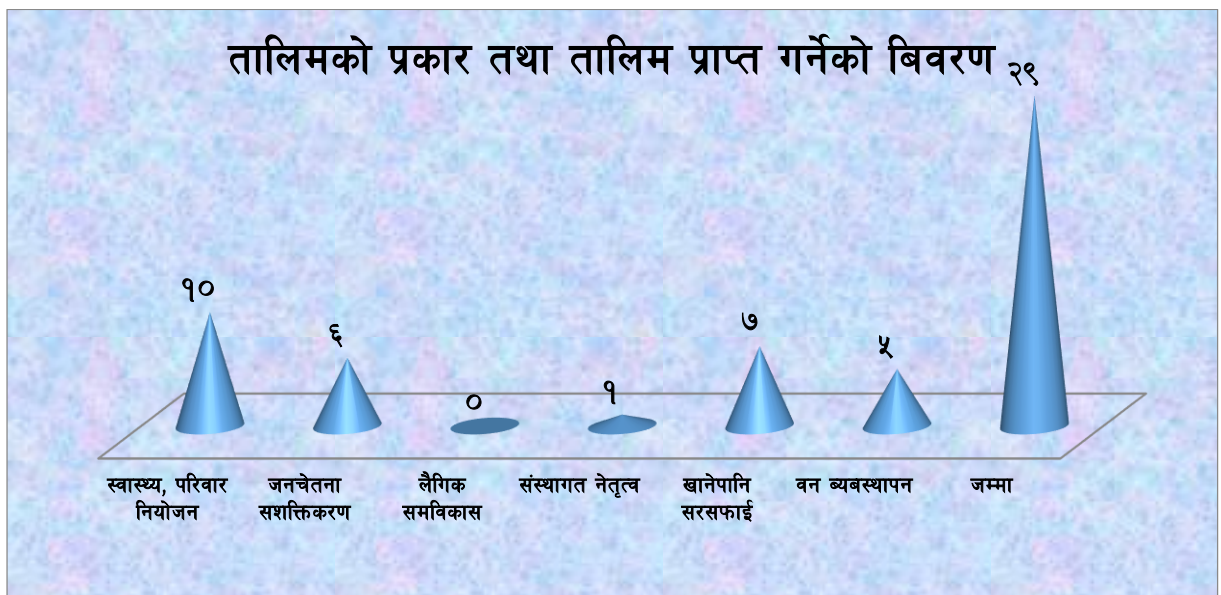 तालिमको प्रकार तथा तालिम प्राप्त गर्नेको बिवरण
२९
१०
६
०
१
७
५
स्वास्थ्य, परिवार नियोजन
जनचेतना सशक्तिकरण
लैगिक समविकास
संस्थागत नेतृत्व
खानेपानि सरसफाई
वन ब्यबस्थापन
जम्मा